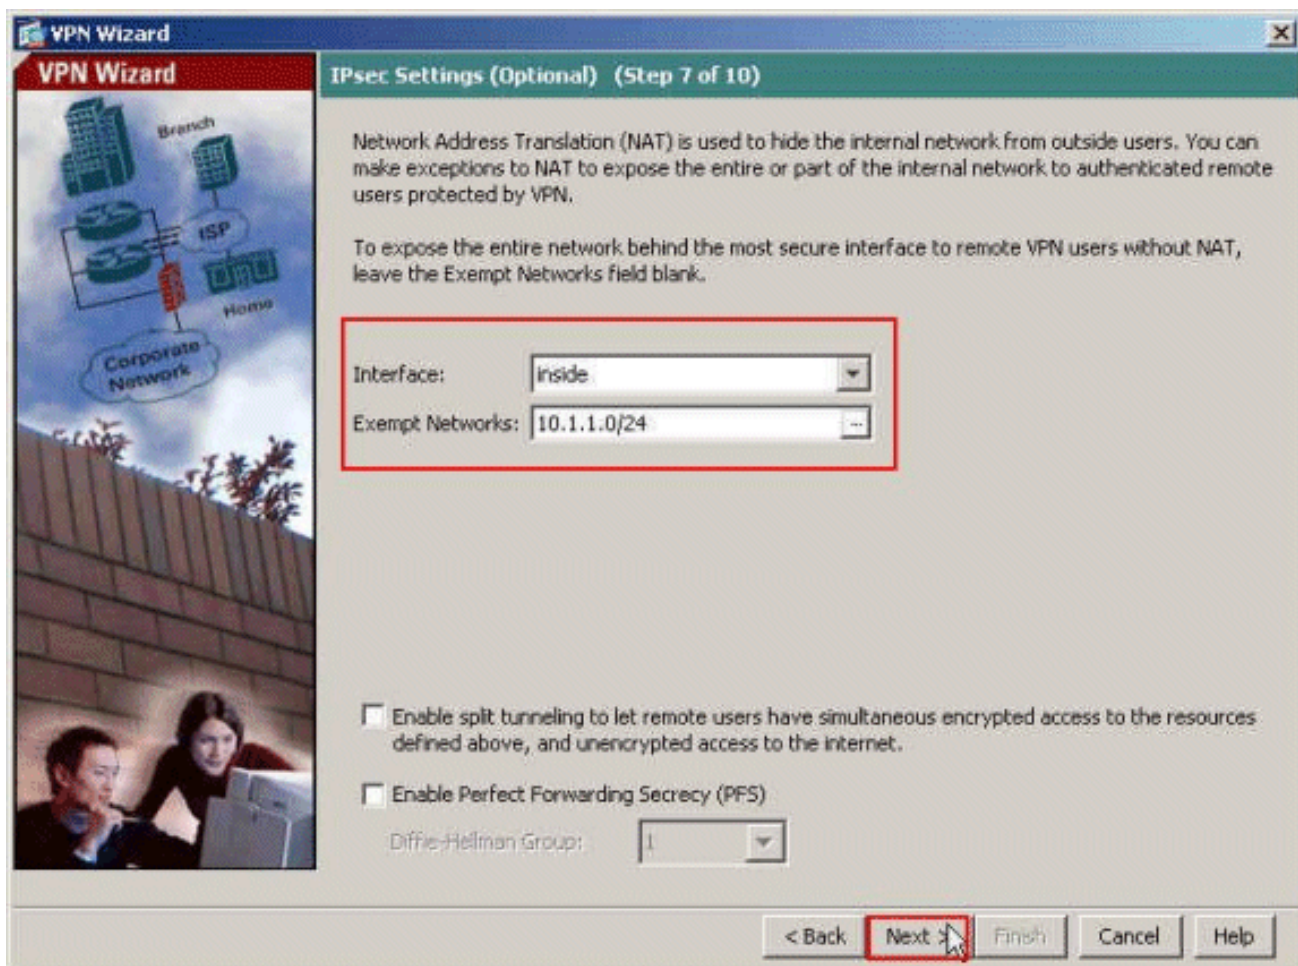 VPN Wizard
VPN Wizard
IPsec Settings (Optional) (Step 7 of 10)
Branch
ISP
Home
Corporate
Network
Network Address Translation (NAT) is used to hide the internal network from outside users. You can
make exceptions to NAT to expose the entire or part of the internal network to authenticated remote
users protected by VPN.
To expose the entire network behind the most secure interface to remote VPN users without NAT,
leave the Exempt Networks field blank.
Interface: inside
Exempt Networks: 10.1.1.0/24 ...
Enable split tunneling to let remote users have simultaneous encrypted access to the resources
defined above, and unencrypted access to the internet.
Enable Perfect Forwarding Secrecy (PFS)
Diffie-Hellman Group: 1
< Back Next > Finish Cancel Help